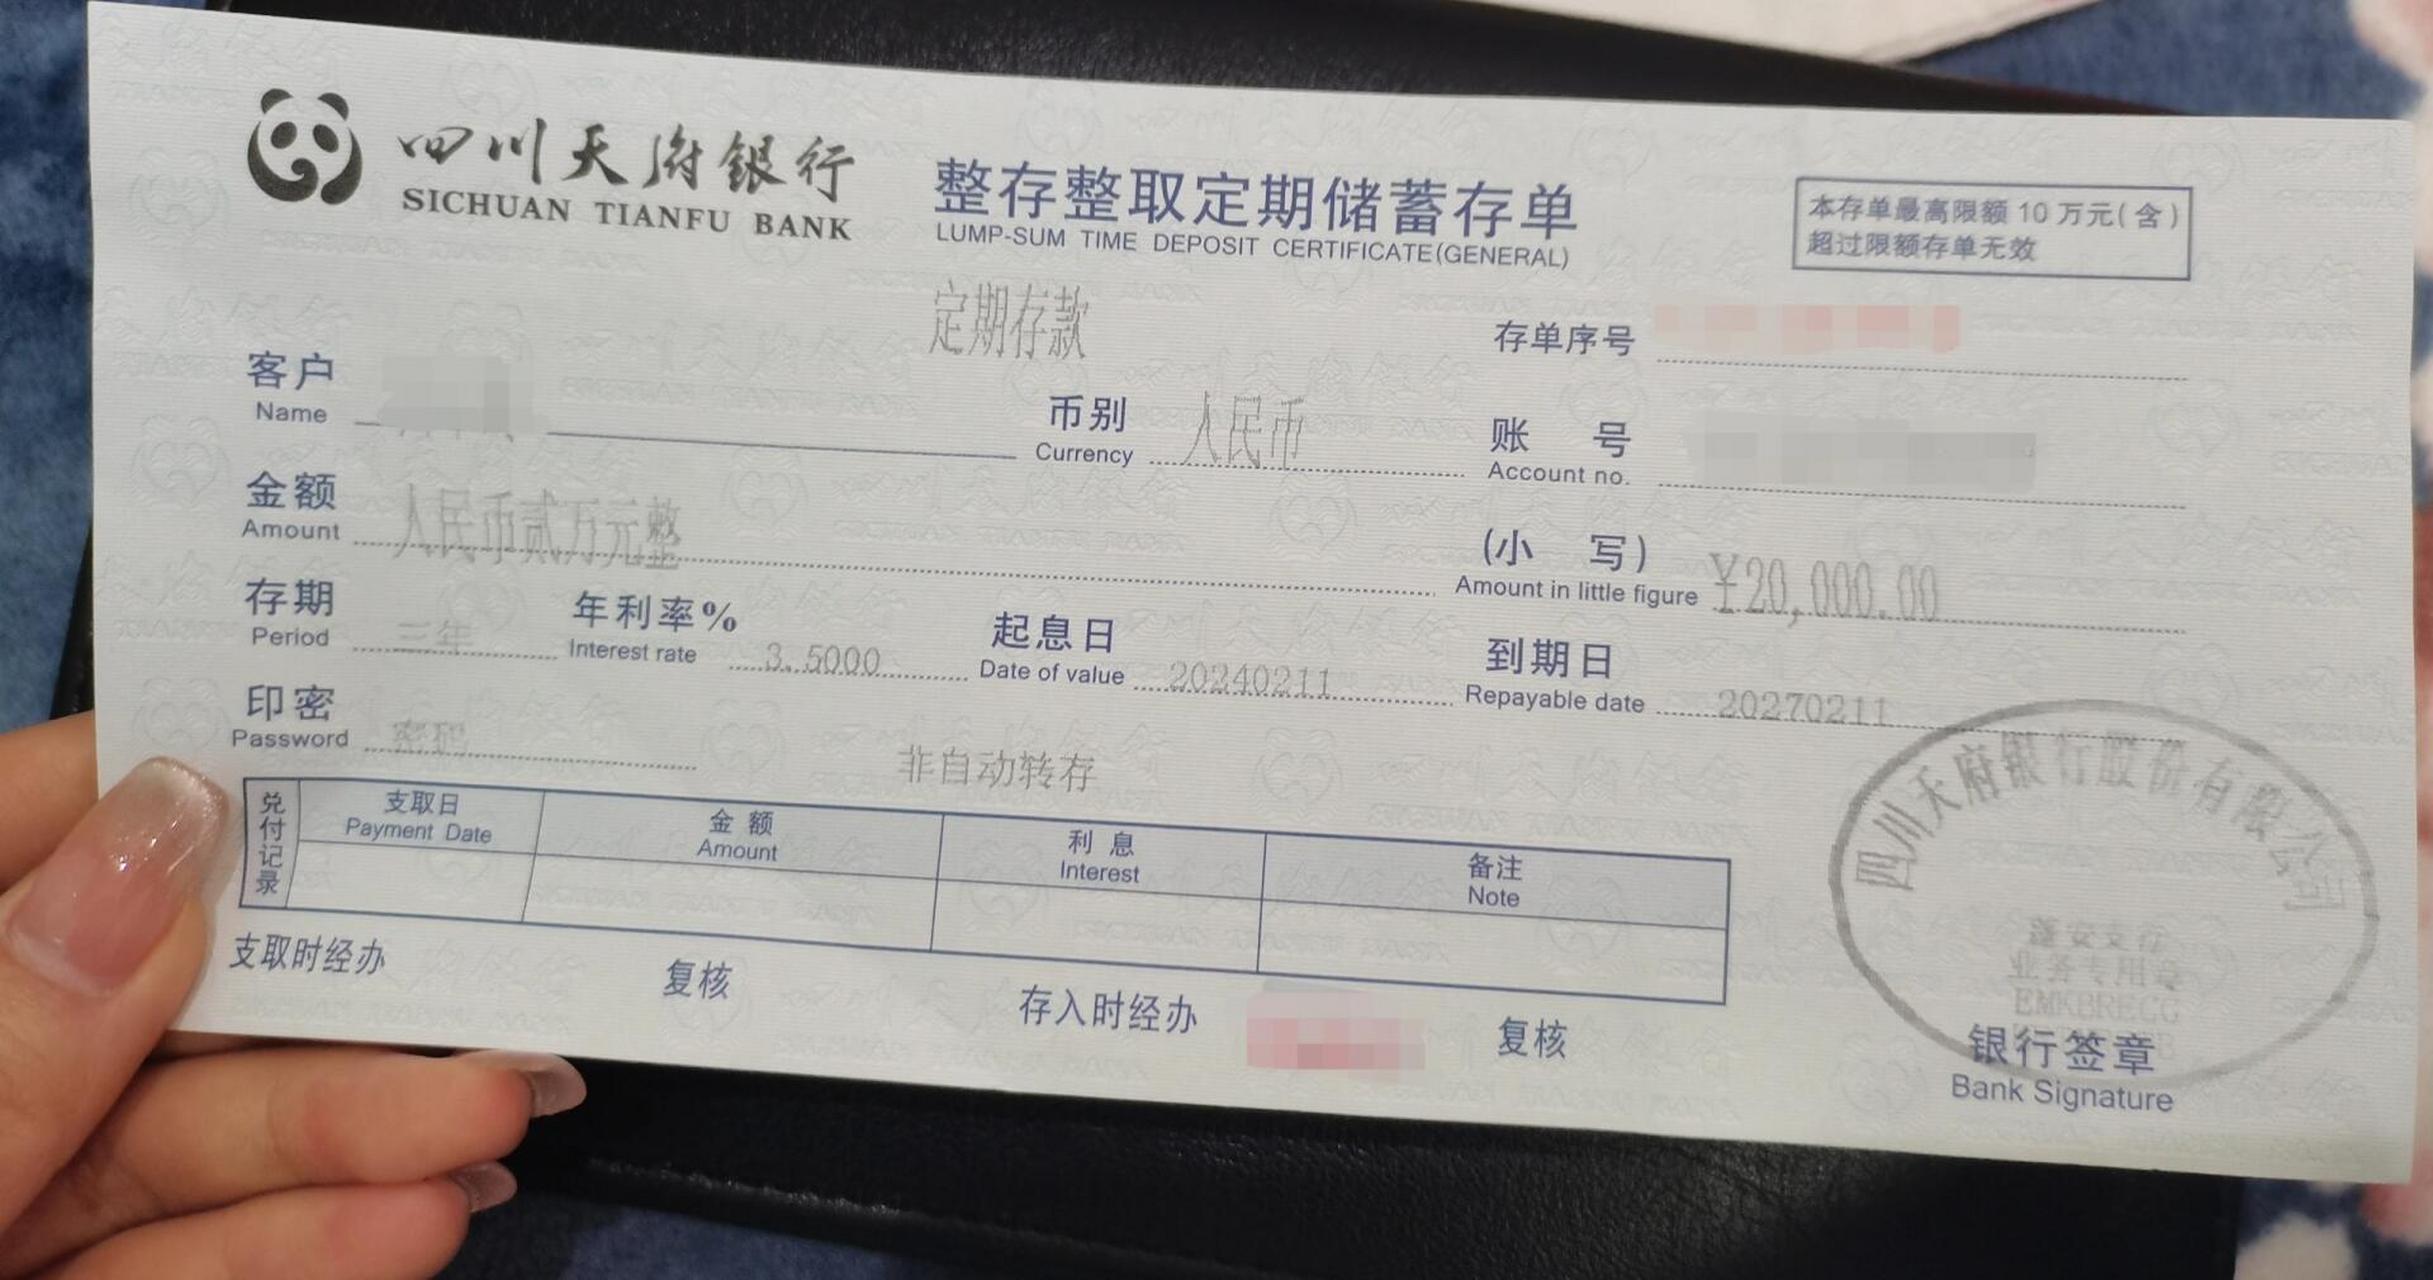 四川天府银行
SICHUAN TIANFU BANK
整存整取定期储蓄存单
LUMP-SUM TIME DEPOSIT CERTIFICATE(GENERAL)
本存单最高限额10万元(含)
超过限额存单无效
定期存款
存单序号
客户
Name
币别 人民币
Currency
账 号
Account no.
金额 人民币贰万元整
Amount
(小 写) ¥20,000.00
Amount in little figure
存期 三年
Period
年利率% 3.5000
Interest rate
起息日 20240211
Date of value
到期日 20270211
Repayable date
印密 密码
Password
非自动转存
兑付记录
支取日
Payment Date
金 额
Amount
利 息
Interest
备注
Note
支取时经办
复核
存入时经办
复核
四川天府银行股份有限公司
蓬安支行
业务专用章
EMKBRECG
银行签章
Bank Signature